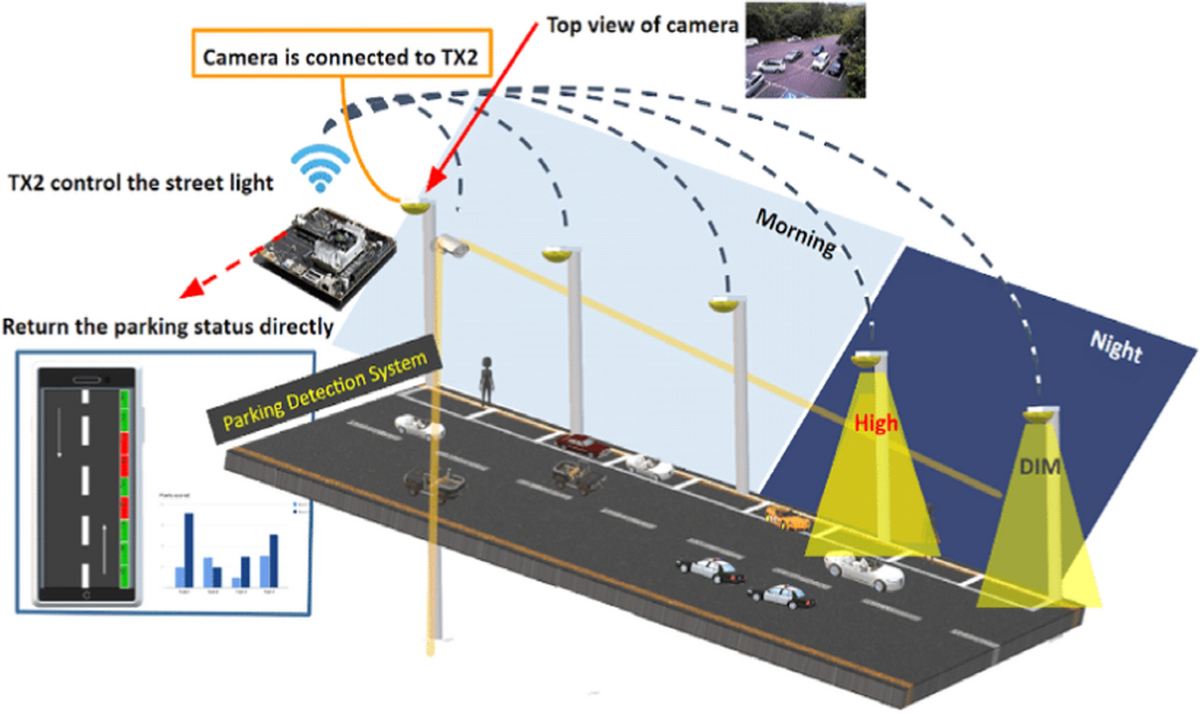 Top view of camera
Camera is connected to TX2
TX2 control the street light
Morning
Night
Return the parking status directly
Parking Detection System
High
DIM